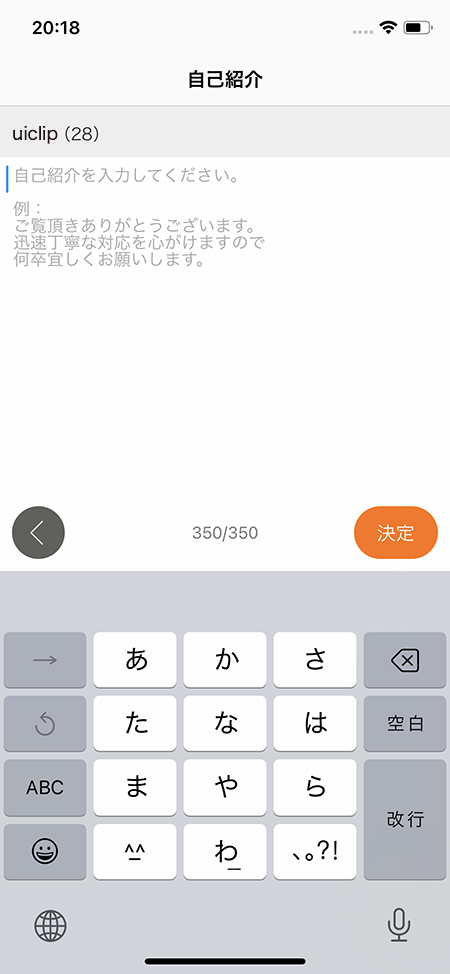 20:18
自己紹介
uiclip (28)
自己紹介を入力してください。
例：
ご覧頂きありがとうございます。
迅速丁寧な対応を心がけますので
何卒宜しくお願いします。
350/350
決定
→ あ か さ
た な は 空白
ABC ま や ら 改行
^^ わ 、。?!